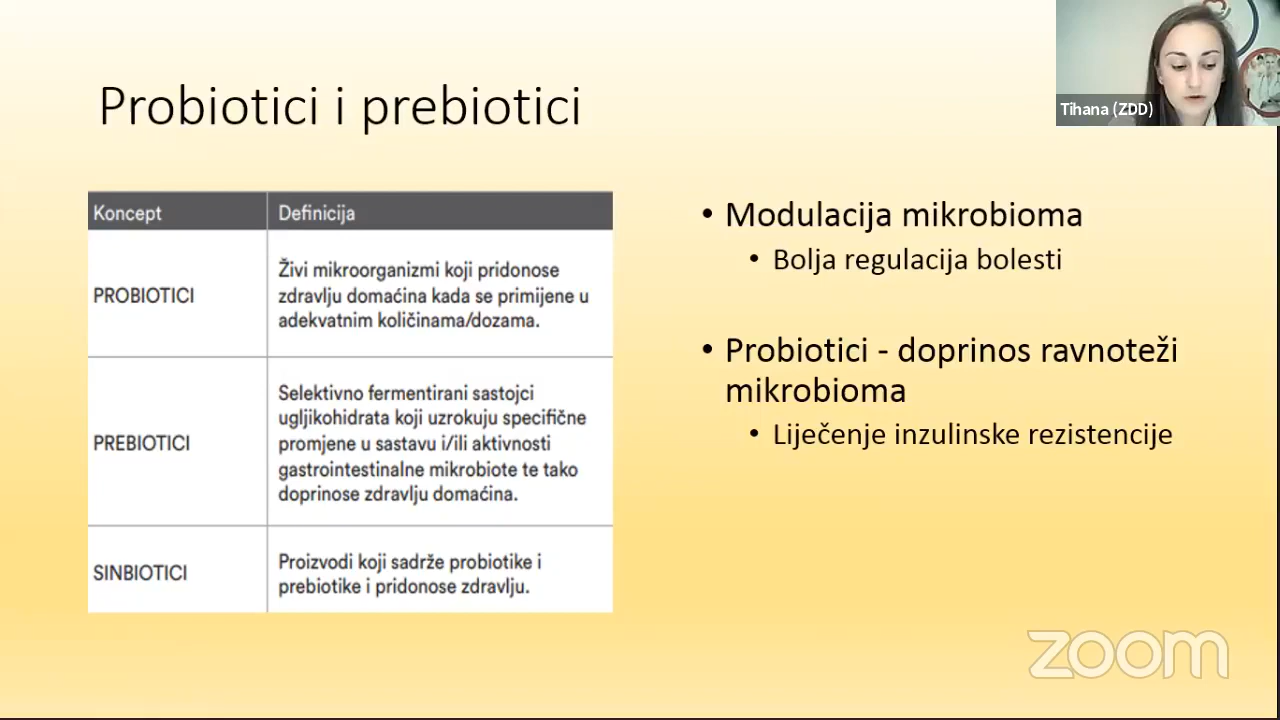 Probiotici i prebiotici
Tihana (ZDD)
Koncept
Definicija
PROBIOTICI
Živi mikroorganizmi koji pridonose
zdravlju domaćina kada se primijene u
adekvatnim količinama/dozama.
PREBIOTICI
Selektivno fermentirani sastojci
ugljikohidrata koji uzrokuju specifične
promjene u sastavu i/ili aktivnosti
gastrointestinalne mikrobiote te tako
doprinose zdravlju domaćina.
SINBIOTICI
Proizvodi koji sadrže probiotike i
prebiotike i pridonose zdravlju.
• Modulacija mikrobioma
• Bolja regulacija bolesti
• Probiotici - doprinos ravnoteži
mikrobioma
• Liječenje inzulinske rezistencije
zoom